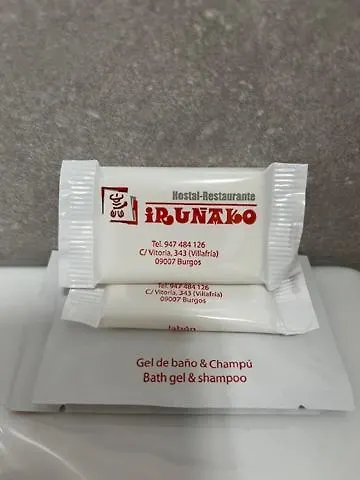 Hostal-Restaurante
iRUNAKO
Tel. 947 484 126
C/ Vitoria, 343 (Villafría)
09007 Burgos
Tel. 947 484 126
C/ Vitoria, 343 (Villafría)
09007 Burgos
Jabón
Gel de baño & Champú
Bath gel & shampoo